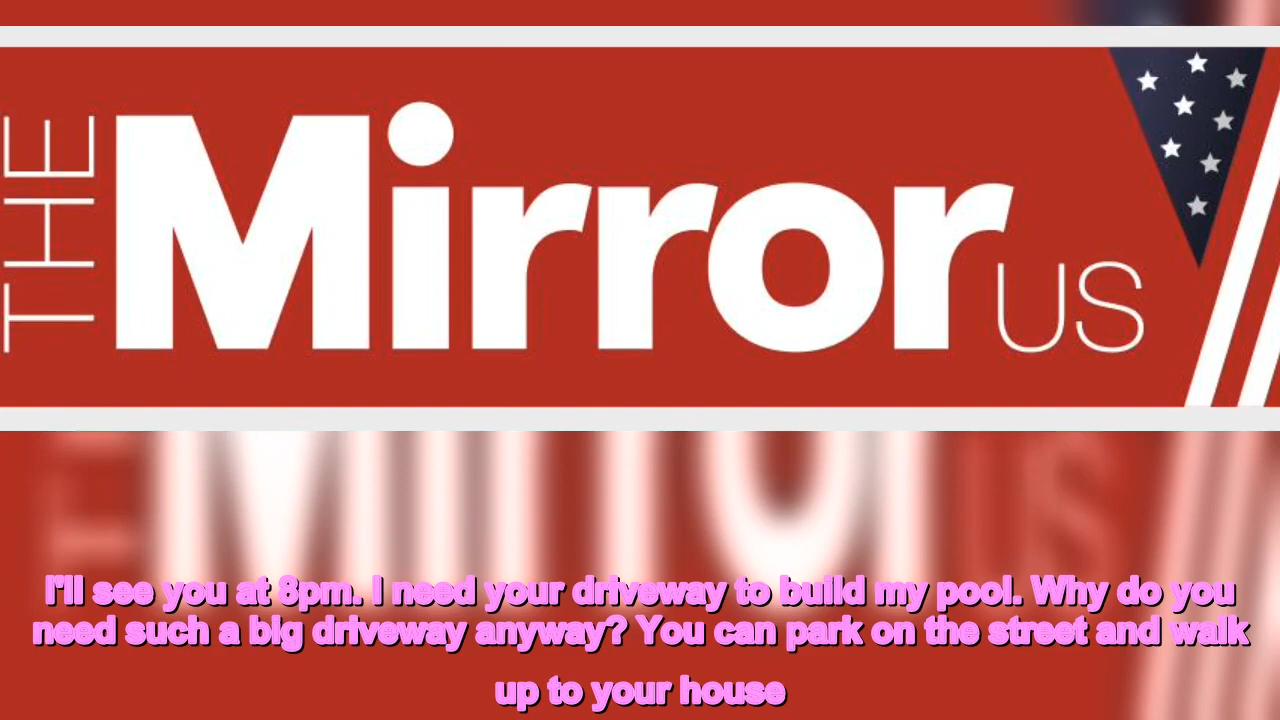 THE Mirror US
I'll see you at 8pm. I need your driveway to build my pool. Why do you
need such a big driveway anyway? You can park on the street and walk
up to your house